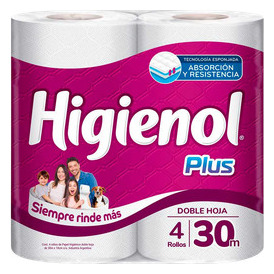 TECNOLOGÍA ESPONJADA
ABSORCIÓN
Y RESISTENCIA
Higienol®
Plus
Siempre rinde más
DOBLE HOJA
4 Rollos
30m